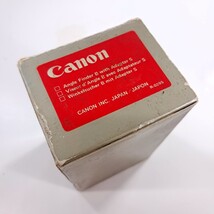 Canon
Angle Finder B with Adapter S
Viseur d'Angle B avec Adaptateur S
Winkelsucher B mit Adapter S
CANON INC. JAPAN/JAPON